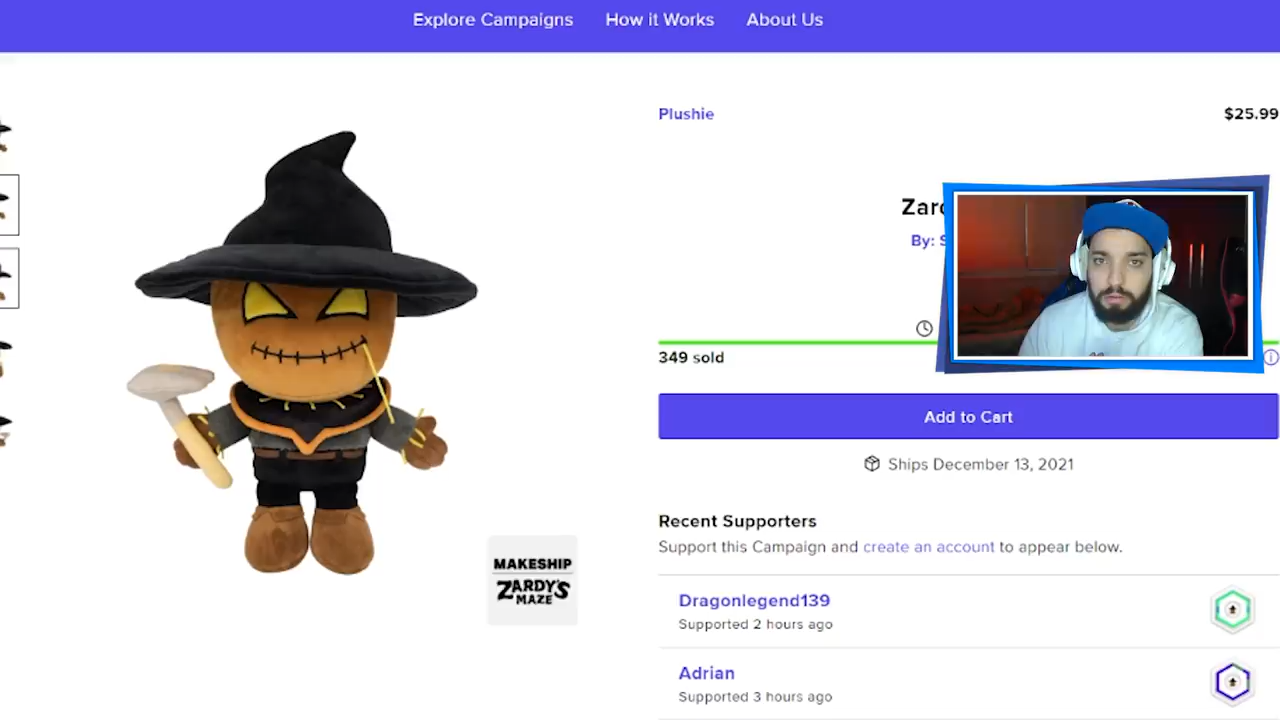 Explore Campaigns How it Works About Us
Plushie $25.99
By:
349 sold
Add to Cart
Ships December 13, 2021
Recent Supporters
Support this Campaign and create an account to appear below.
MAKESHIP
ZARDY'S
MAZE
Dragonlegend139
Supported 2 hours ago
Adrian
Supported 3 hours ago